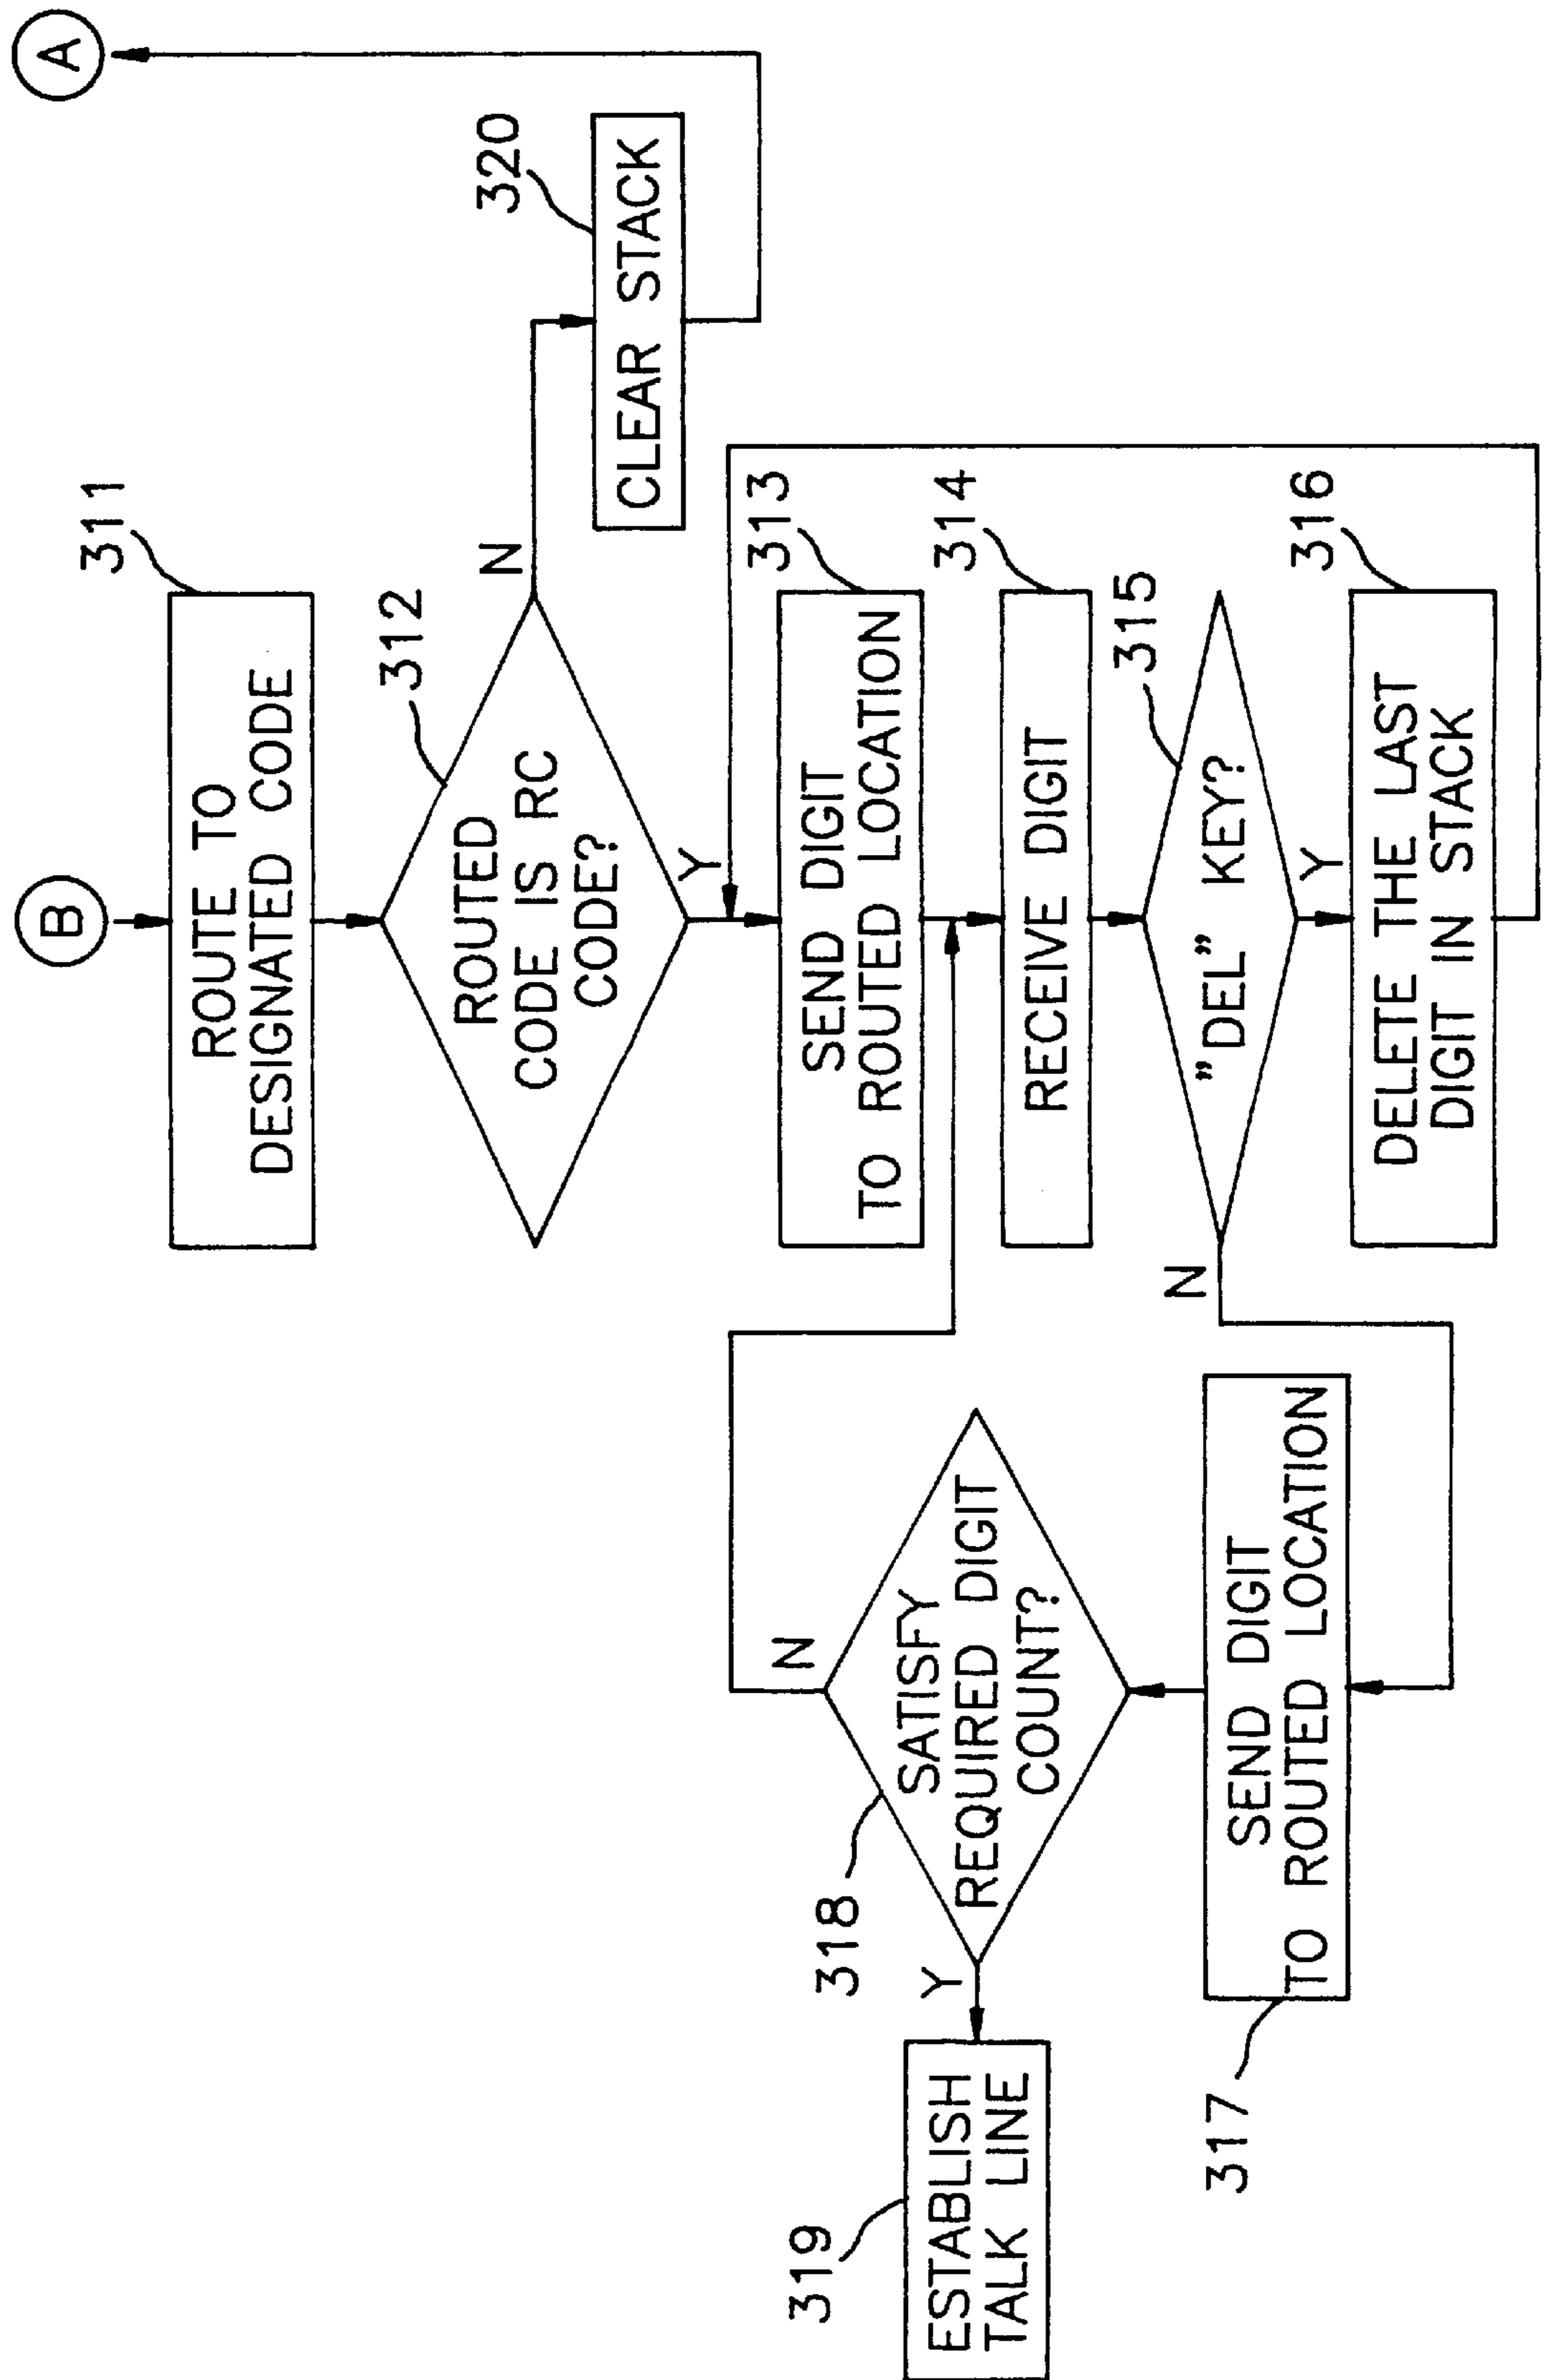 B
A
311
ROUTE TO
DESIGNATED CODE
312
ROUTED
CODE IS RC
CODE?
N
Y
320
CLEAR STACK
313
SEND DIGIT
TO ROUTED LOCATION
314
RECEIVE DIGIT
315
"DEL" KEY?
N
Y
316
DELETE THE LAST
DIGIT IN STACK
317
SEND DIGIT
TO ROUTED LOCATION
318
SATISFY
REQUIRED DIGIT
COUNT?
N
Y
319
ESTABLISH
TALK LINE